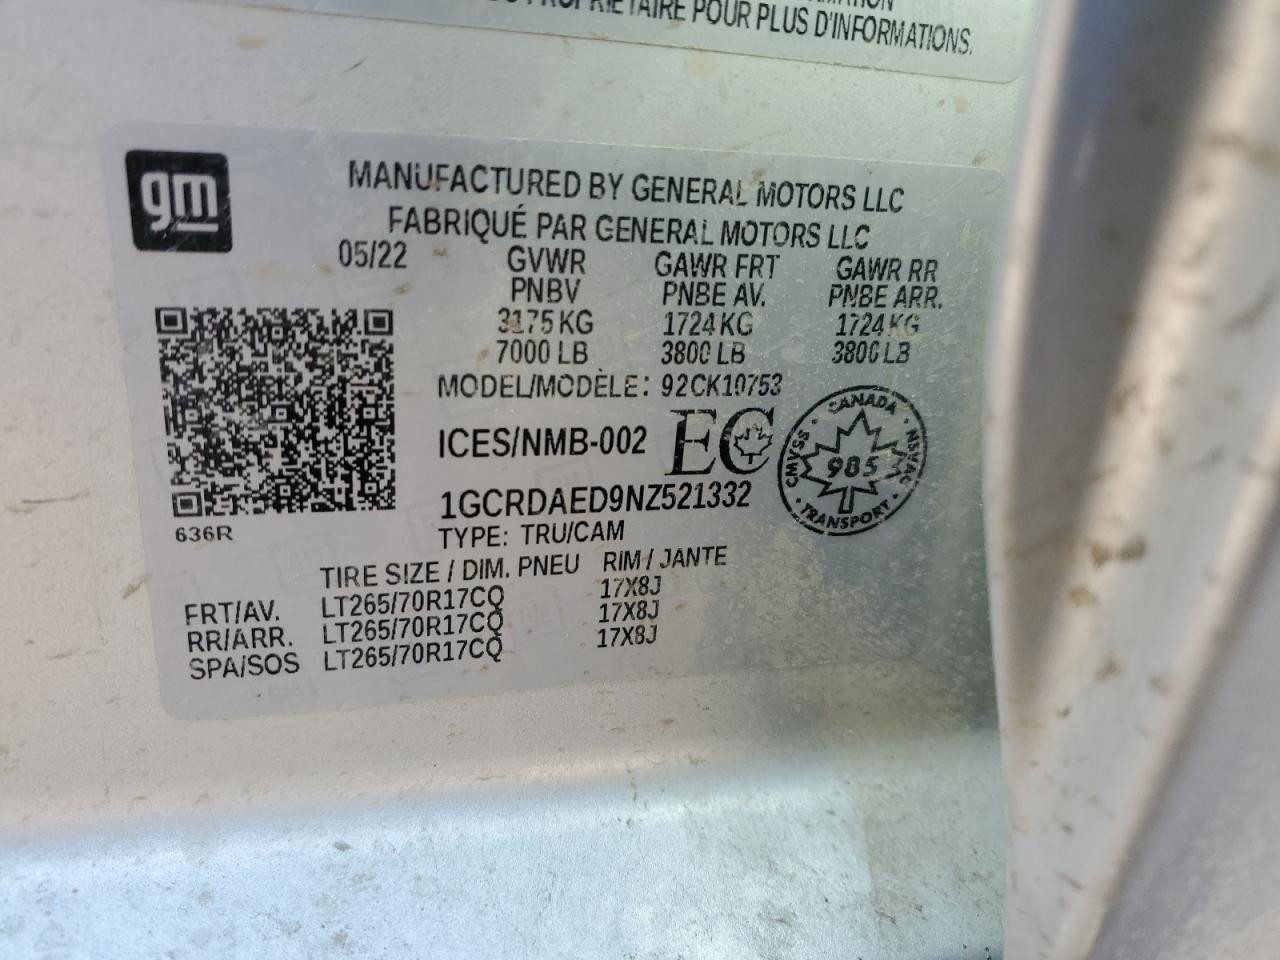 PROPRIÉTAIRE POUR PLUS D'INFORMATIONS.
gm
MANUFACTURED BY GENERAL MOTORS LLC
FABRIQUÉ PAR GENERAL MOTORS LLC
05/22 GVWR GAWR FRT GAWR RR
PNBV PNBE AV. PNBE ARR.
3175 KG 1724 KG 1724 KG
7000 LB 3800 LB 3800 LB
MODEL/MODÈLE: 92CK10753
ICES/NMB-002 EC
CANADA
CMVSS 985 NSVAC
TRANSPORT
1GCRDAED9NZ521332
636R
TYPE: TRU/CAM
TIRE SIZE / DIM. PNEU RIM / JANTE
FRT/AV. LT265/70R17CQ 17X8J
RR/ARR. LT265/70R17CQ 17X8J
SPA/SOS LT265/70R17CQ 17X8J